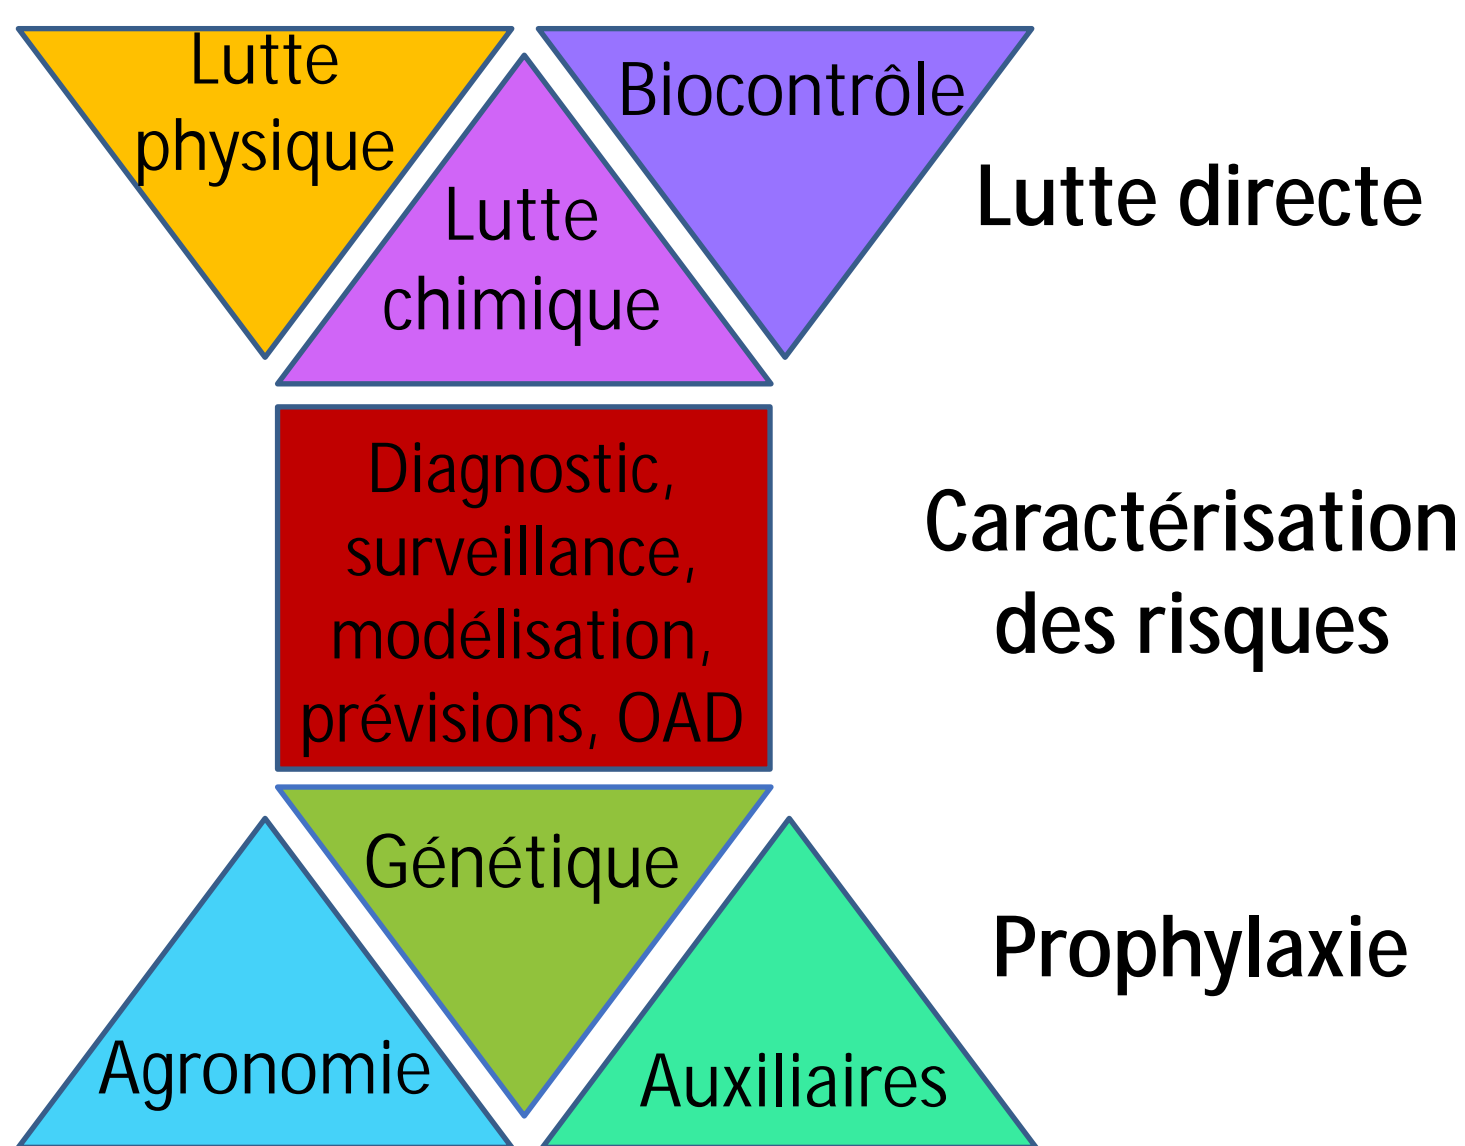 Lutte
physique
Biocontrôle
Lutte
chimique
Lutte directe
Diagnostic,
surveillance,
modélisation,
prévisions, OAD
Caractérisation
des risques
Génétique
Agronomie
Auxiliaires
Prophylaxie